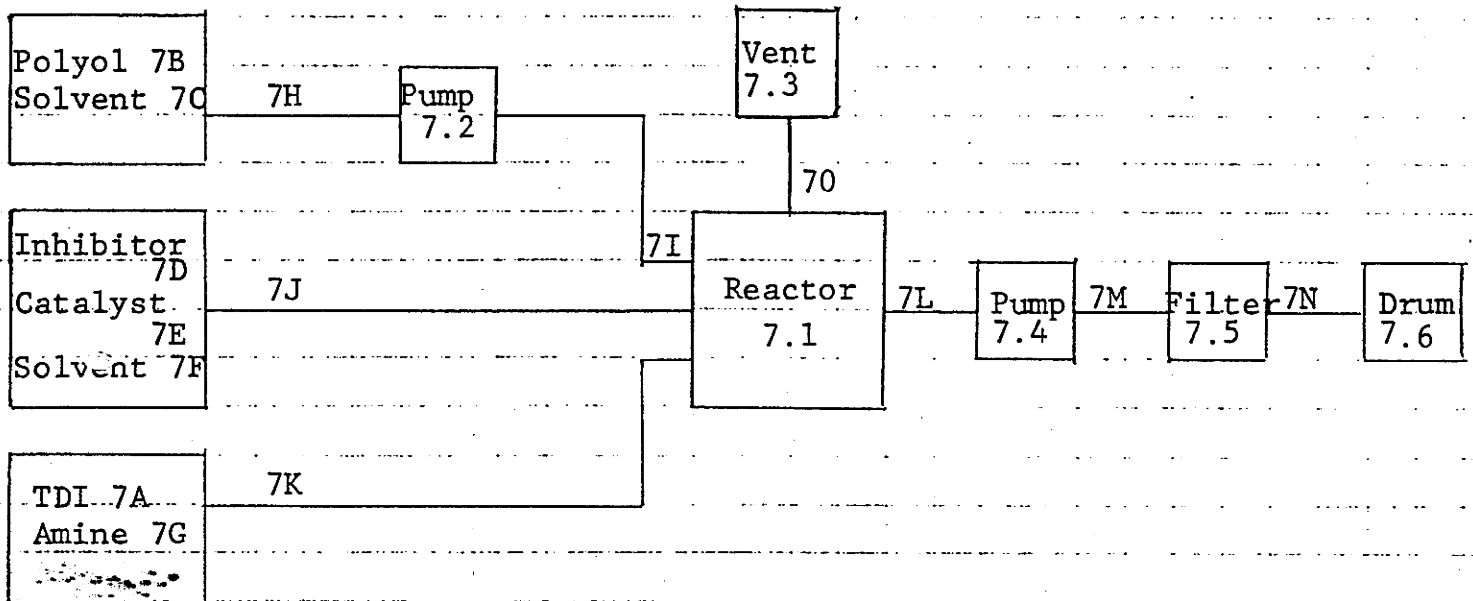 Polyol 7B
Solvent 7C
7H
Pump
7.2
Vent
7.3
7O
Inhibitor
7D
Catalyst
7E
Solvent 7F
7J
7I
Reactor
7.1
7L
Pump
7.4
7M
Filter
7.5
7N
Drum
7.6
TDI 7A
Amine 7G
7K